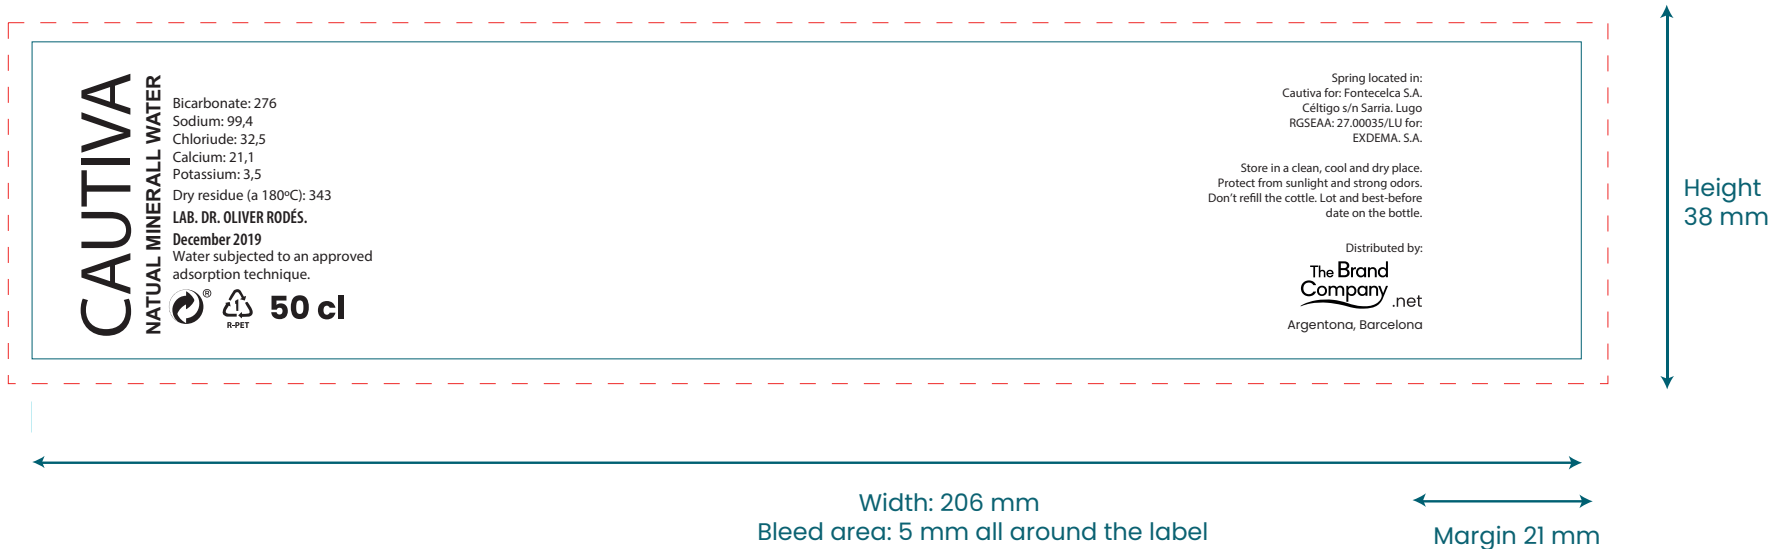 CAUTIVA
NATUAL MINERALL WATER
Bicarbonate: 276
Sodium: 99,4
Chloriude: 32,5
Calcium: 21,1
Potassium: 3,5
Dry residue (a 180ºC): 343
LAB. DR. OLIVER RODÉS.
December 2019
Water subjected to an approved
adsorption technique.
®
1
R-PET
50 cl
Spring located in:
Cautiva for: Fontecelca S.A.
Céltigo s/n Sarria. Lugo
RGSEAA: 27.00035/LU for:
EXDEMA. S.A.
Store in a clean, cool and dry place.
Protect from sunlight and strong odors.
Don't refill the cottle. Lot and best-before
date on the bottle.
Distributed by:
The Brand
Company
.net
Argentona, Barcelona
Height
38 mm
Width: 206 mm
Bleed area: 5 mm all around the label
Margin 21 mm